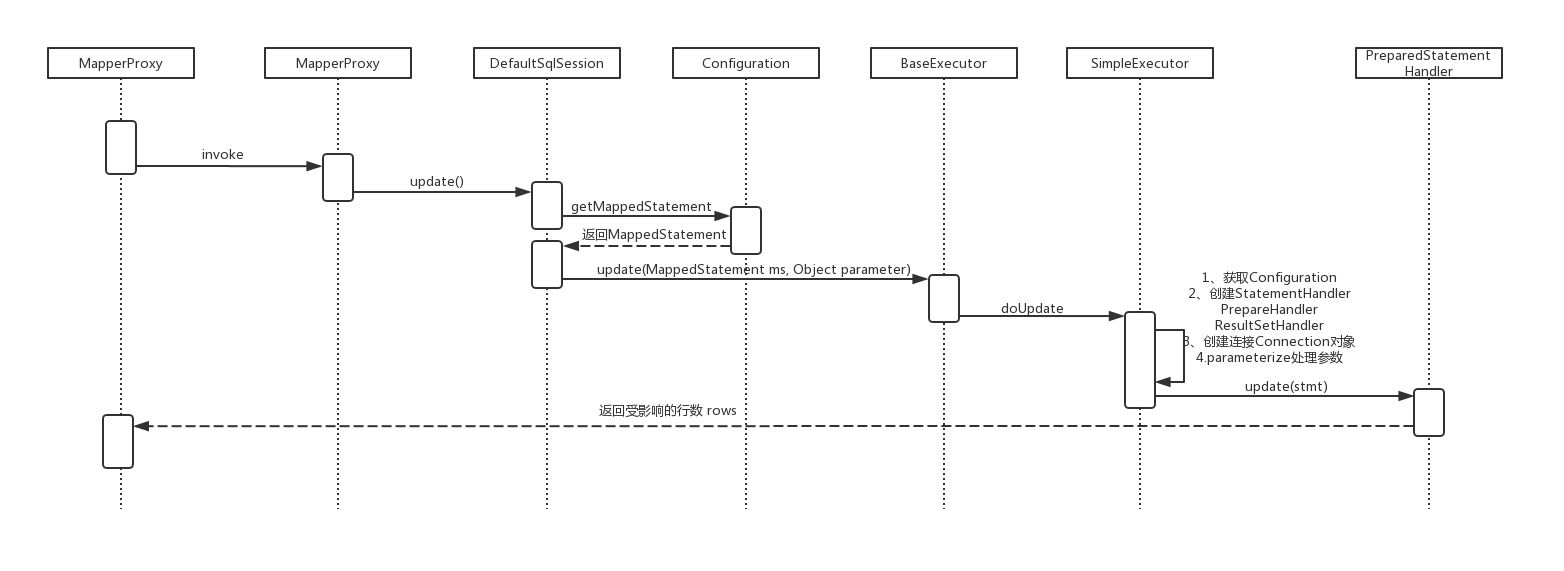 MapperProxy
MapperProxy
DefaultSqlSession
Configuration
BaseExecutor
SimpleExecutor
PreparedStatement
Handler
invoke
update()
getMappedStatement
返回MappedStatement
update(MappedStatement ms, Object parameter)
doUpdate
1、获取Configuration
2、创建StatementHandler
PrepareHandler
ResultSetHandler
3、创建连接Connection对象
4.parameterize处理参数
update(stmt)
返回受影响的行数 rows